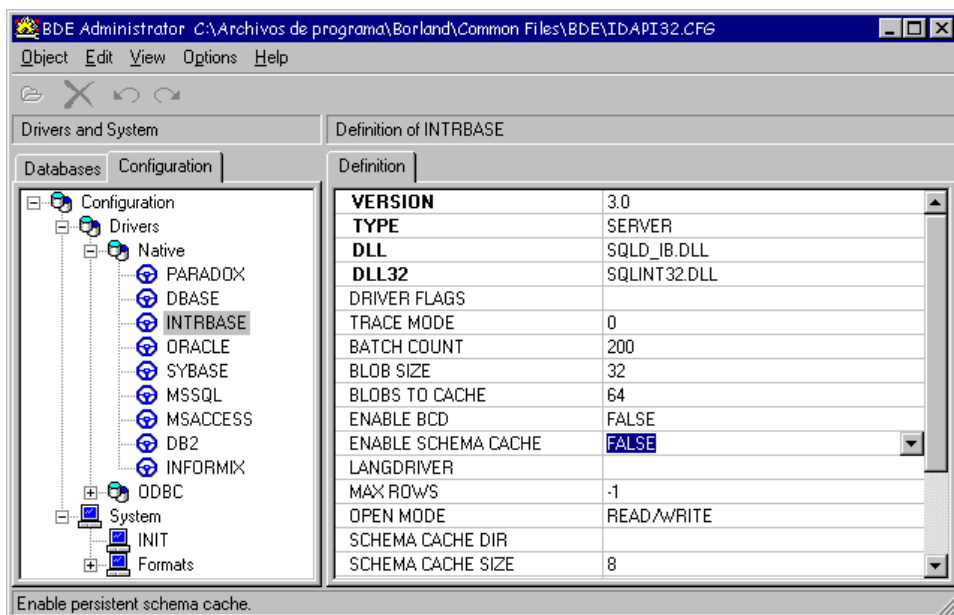 BDE Administrator C:\Archivos de programa\Borland\Common Files\BDE\IDAPI32.CFG
Object Edit View Options Help
Drivers and System
Definition of INTRBASE
Databases Configuration
Definition
Configuration
Drivers
Native
PARADOX
DBASE
INTRBASE
ORACLE
SYBASE
MSSQL
MSACCESS
DB2
INFORMIX
ODBC
System
INIT
Formats
VERSION 3.0
TYPE SERVER
DLL SQLD_IB.DLL
DLL32 SQLINT32.DLL
DRIVER FLAGS
TRACE MODE 0
BATCH COUNT 200
BLOB SIZE 32
BLOBS TO CACHE 64
ENABLE BCD FALSE
ENABLE SCHEMA CACHE FALSE
LANGDRIVER
MAX ROWS -1
OPEN MODE READ/WRITE
SCHEMA CACHE DIR
SCHEMA CACHE SIZE 8
Enable persistent schema cache.